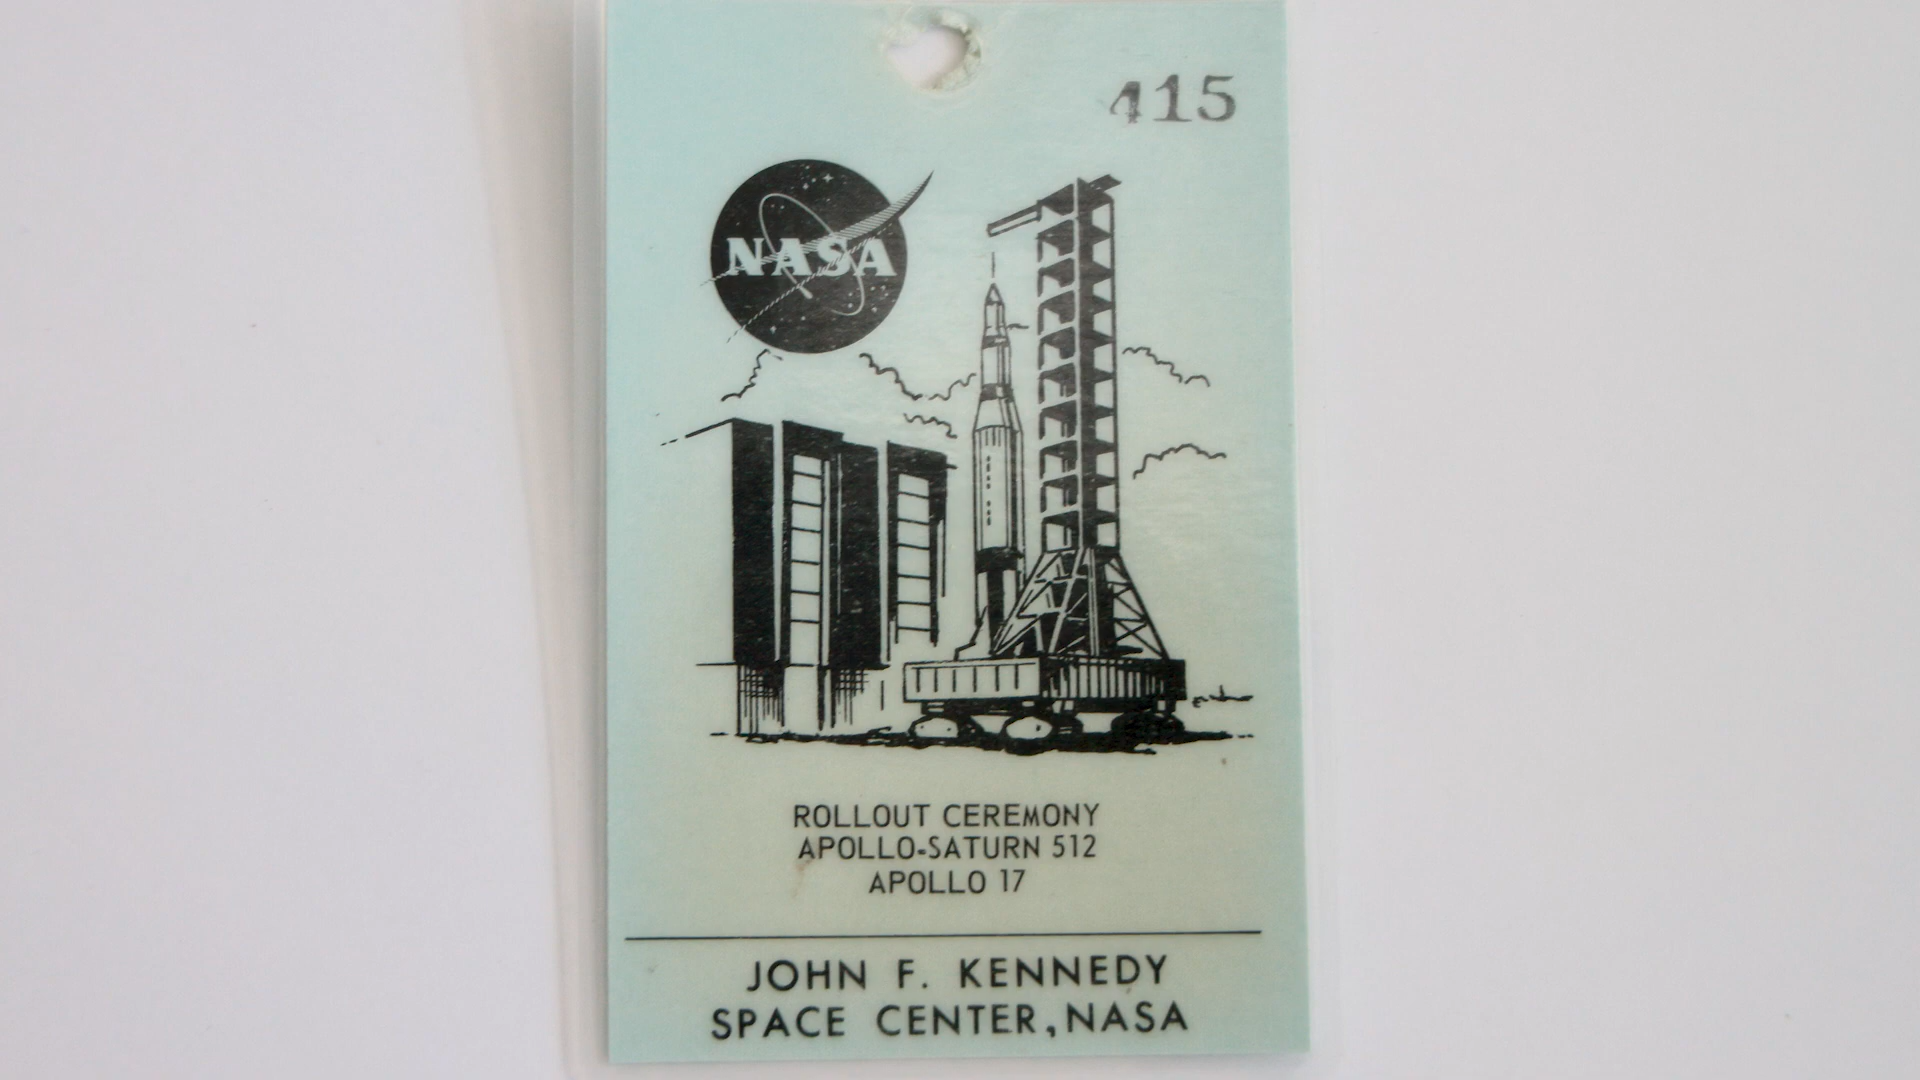 415
NASA
ROLLOUT CEREMONY
APOLLO-SATURN 512
APOLLO 17
JOHN F. KENNEDY
SPACE CENTER, NASA